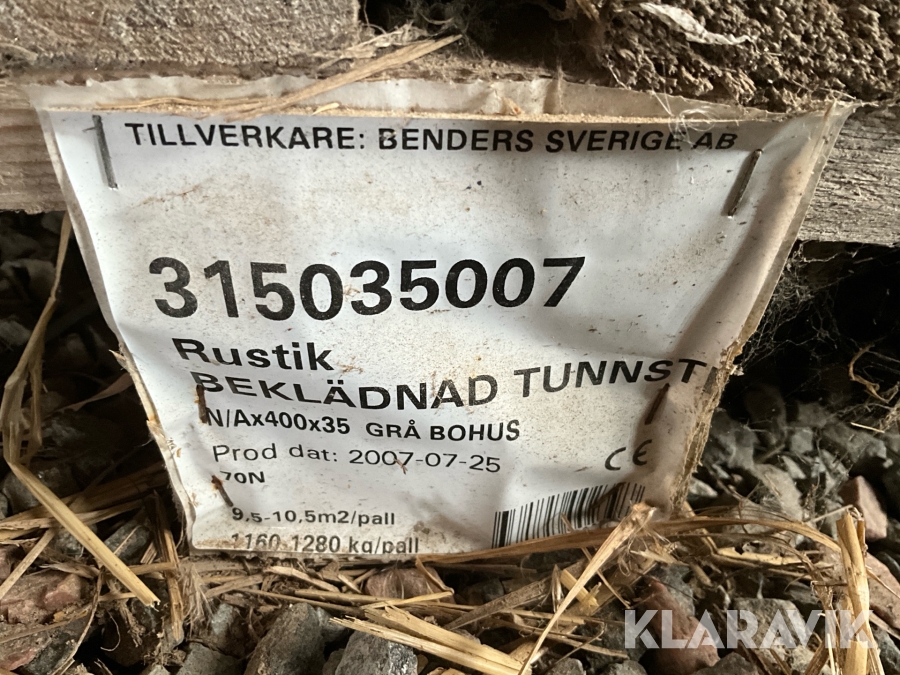 TILLVERKARE: BENDERS SVERIGE AB
315035007
Rustik
BEKLÄDNAD TUNNST
N/Ax400x35 GRÅ BOHUS
Prod dat: 2007-07-25
CE
70N
9,5-10,5m2/pall
1160-1280 kg/pall
KLARAVIK